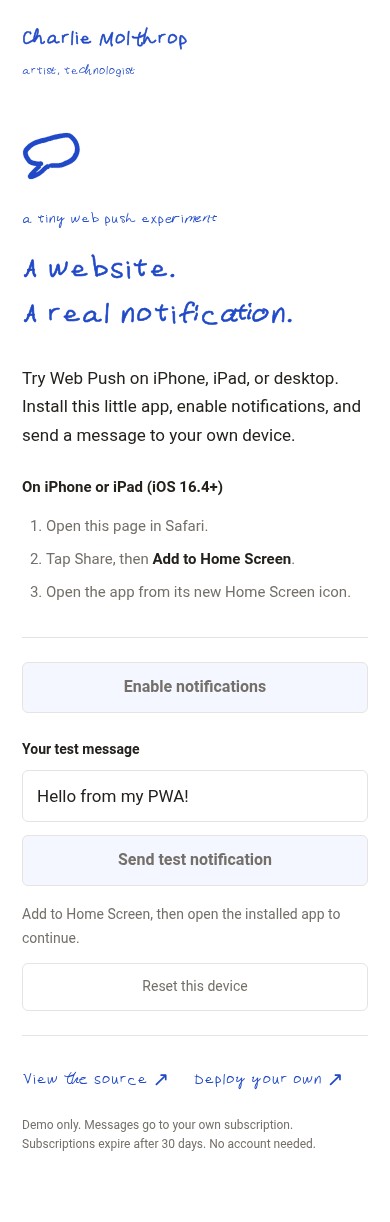 Charlie Molthrop
artist, technologist
a tiny web push experiment
A website.
A real notification.
Try Web Push on iPhone, iPad, or desktop.
Install this little app, enable notifications, and
send a message to your own device.
On iPhone or iPad (iOS 16.4+)
1. Open this page in Safari.
2. Tap Share, then Add to Home Screen.
3. Open the app from its new Home Screen icon.
Enable notifications
Your test message
Hello from my PWA!
Send test notification
Add to Home Screen, then open the installed app to
continue.
Reset this device
View the source ↗ Deploy your own ↗
Demo only. Messages go to your own subscription.
Subscriptions expire after 30 days. No account needed.